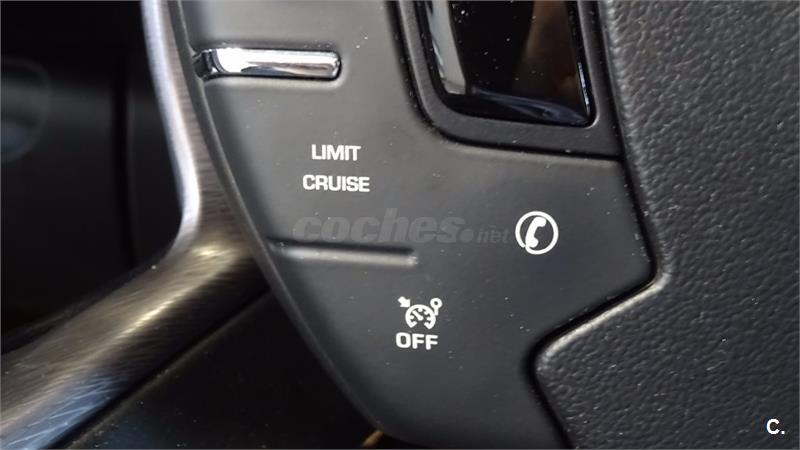 LIMIT
CRUISE
coches.net
OFF
C.